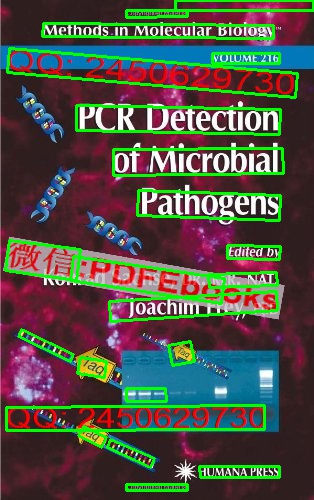 Methods in Molecular Biology™
VOLUME 216
QQ: 2450629730
PCR Detection
of Microbial
Pathogens
Edited by
微信:PDFEbooks
Joachim Frey
Taq
Taq
QQ: 2450629730
Taq
HUMANA PRESS